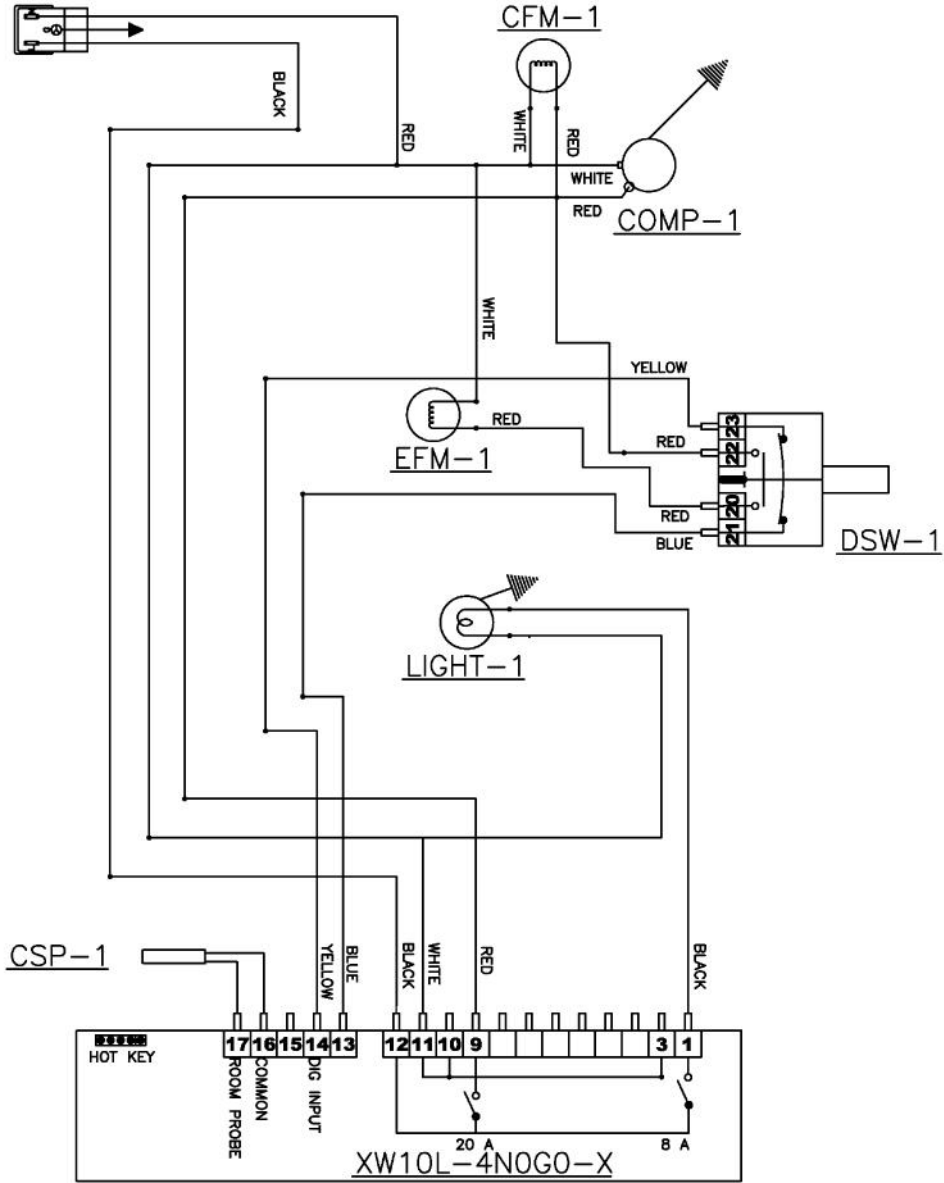 CFM-1
BLACK
RED
WHITE
RED
WHITE
RED
COMP-1
WHITE
YELLOW
RED
EFM-1
23
22
20
21
RED
RED
BLUE
DSW-1
LIGHT-1
CSP-1
YELLOW
BLUE
BLACK
WHITE
RED
BLACK
HOT KEY
17 16 15 14 13 12 11 10 9 3 1
ROOM PROBE
COMMON
DIG INPUT
20 A
8 A
XW10L-4N0G0-X